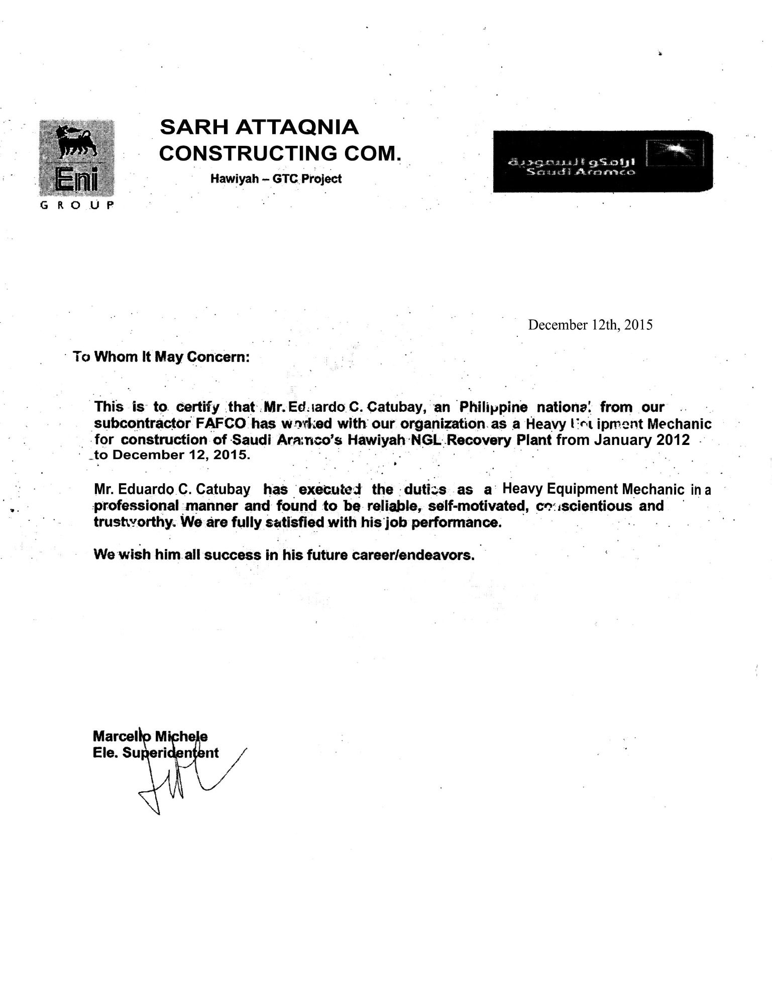 SARH ATTAQNIA
CONSTRUCTING COM.
Hawiyah – GTC Project
Eni
GROUP
ارامكو السعودية
Saudi Aramco
December 12th, 2015
To Whom It May Concern:
This is to certify that Mr. Eduardo C. Catubay, an Philippine national from our
subcontractor FAFCO has worked with our organization as a Heavy Equipment Mechanic
for construction of Saudi Aramco's Hawiyah NGL Recovery Plant from January 2012
to December 12, 2015.
Mr. Eduardo C. Catubay has executed the duties as a Heavy Equipment Mechanic in a
professional manner and found to be reliable, self-motivated, conscientious and
trustworthy. We are fully satisfied with his job performance.
We wish him all success in his future career/endeavors.
Marcello Michele
Ele. Superidentent